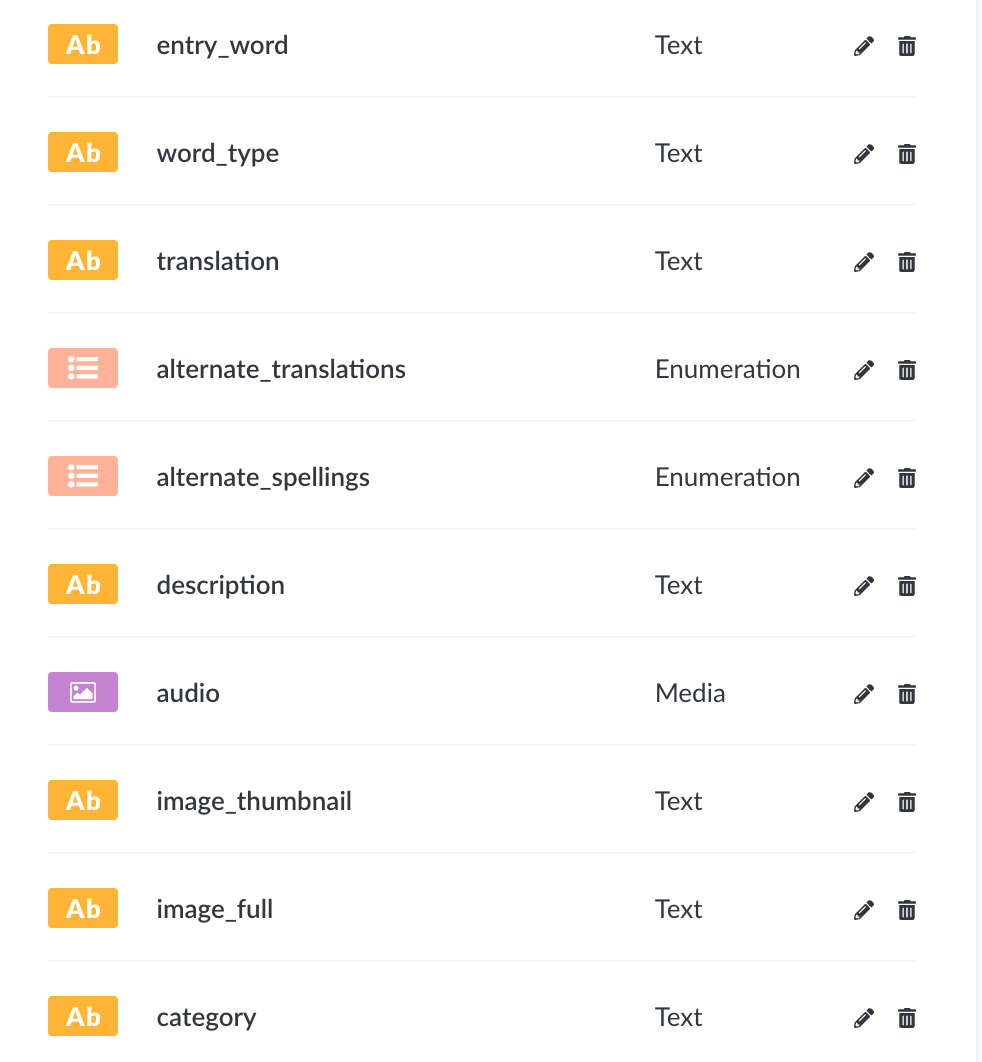 Ab entry_word Text
Ab word_type Text
Ab translation Text
alternate_translations Enumeration
alternate_spellings Enumeration
Ab description Text
audio Media
Ab image_thumbnail Text
Ab image_full Text
Ab category Text